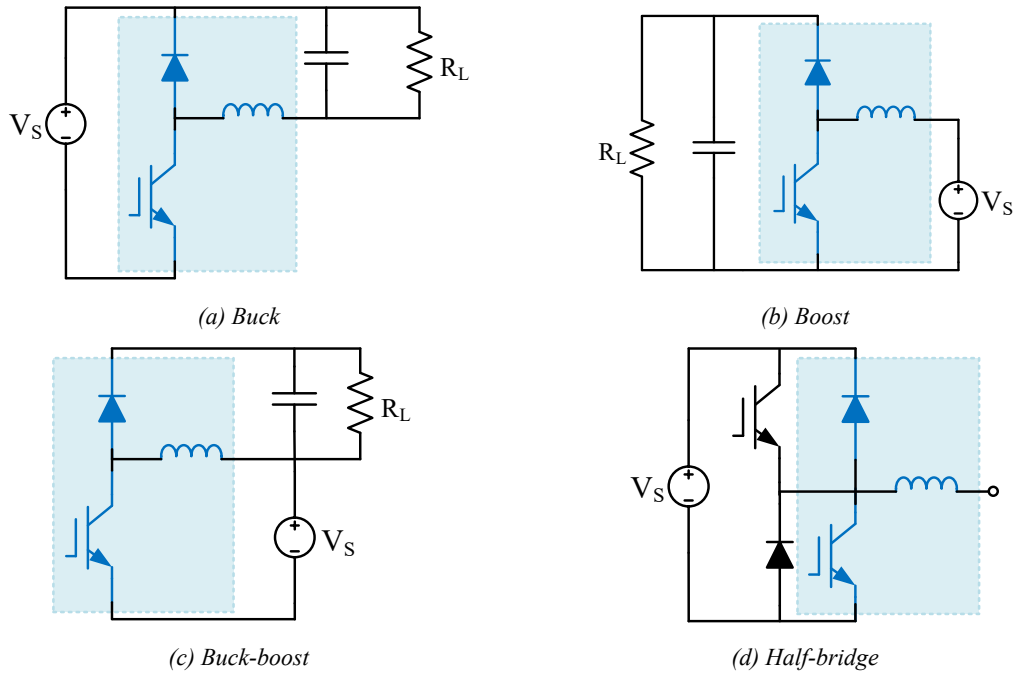 V_S
R_L
(a) Buck
R_L
V_S
(b) Boost
R_L
V_S
(c) Buck-boost
V_S
(d) Half-bridge